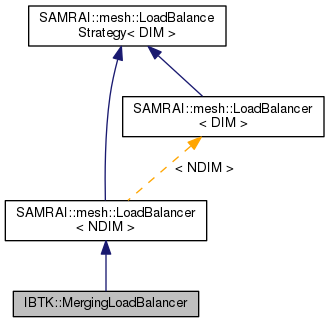 SAMRAI::mesh::LoadBalance
Strategy< DIM >
SAMRAI::mesh::LoadBalancer
< DIM >
< NDIM >
SAMRAI::mesh::LoadBalancer
< NDIM >
IBTK::MergingLoadBalancer